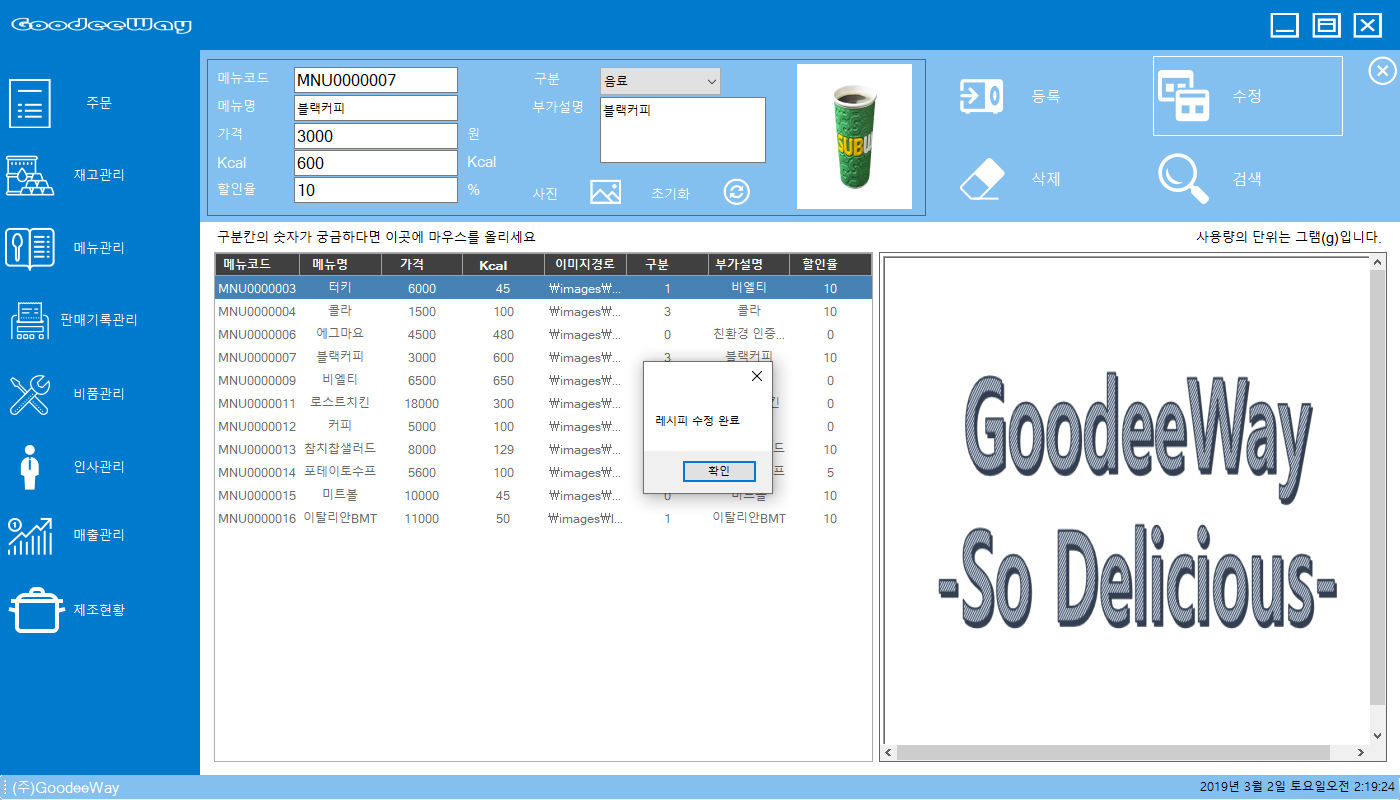 GoodeeWay
주문
재고관리
메뉴관리
판매기록관리
비품관리
인사관리
매출관리
제조현황
메뉴코드 MNU0000007
메뉴명 블랙커피
가격 3000 원
Kcal 600 Kcal
할인율 10 %
구분 음료
부가설명 블랙커피
사진 초기화
SUBW
등록
수정
삭제
검색
구분칸의 숫자가 궁금하다면 이곳에 마우스를 올리세요
사용량의 단위는 그램(g)입니다.
메뉴코드 메뉴명 가격 Kcal 이미지경로 구분 부가설명 할인율
MNU0000003 터키 6000 45 ₩images₩... 1 비엘티 10
MNU0000004 콜라 1500 100 ₩images₩... 3 콜라 10
MNU0000006 에그마요 4500 480 ₩images₩... 0 친환경 인증... 0
MNU0000007 블랙커피 3000 600 ₩images₩... 3 블랙커피 10
MNU0000009 비엘티 6500 650 ₩images₩... 0
MNU0000011 로스트치킨 18000 300 ₩images₩... 킨 0
MNU0000012 커피 5000 100 ₩images₩... 0
MNU0000013 참치찹샐러드 8000 129 ₩images₩... 드 10
MNU0000014 포테이토수프 5600 100 ₩images₩... 프 5
MNU0000015 미트볼 10000 45 ₩images₩... 0 미트볼 10
MNU0000016 이탈리안BMT 11000 50 ₩images₩I... 1 이탈리안BMT 10
레시피 수정 완료
확인
GoodeeWay
-So Delicious-
(주)GoodeeWay
2019년 3월 2일 토요일오전 2:19:24